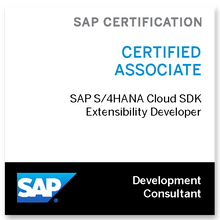 SAP CERTIFICATION
CERTIFIED
ASSOCIATE
SAP S/4HANA Cloud SDK
Extensibility Developer
SAP
Development
Consultant